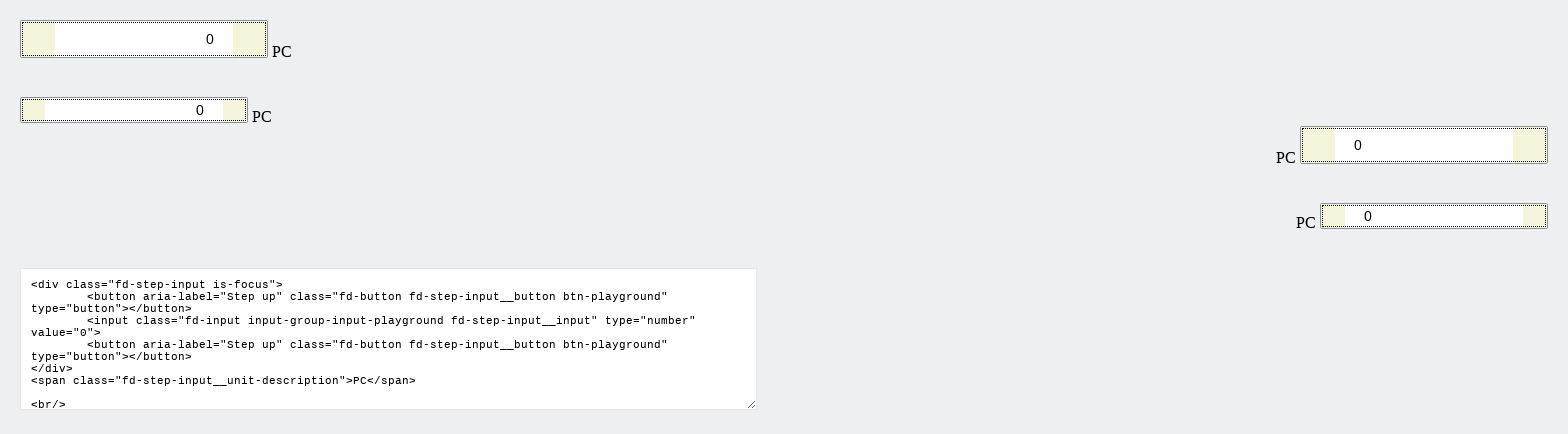 0 PC
0 PC
PC 0
PC 0
<div class="fd-step-input is-focus">
        <button aria-label="Step up" class="fd-button fd-step-input__button btn-playground"
type="button"></button>
        <input class="fd-input input-group-input-playground fd-step-input__input" type="number"
value="0">
        <button aria-label="Step up" class="fd-button fd-step-input__button btn-playground"
type="button"></button>
</div>
<span class="fd-step-input__unit-description">PC</span>

<br/>